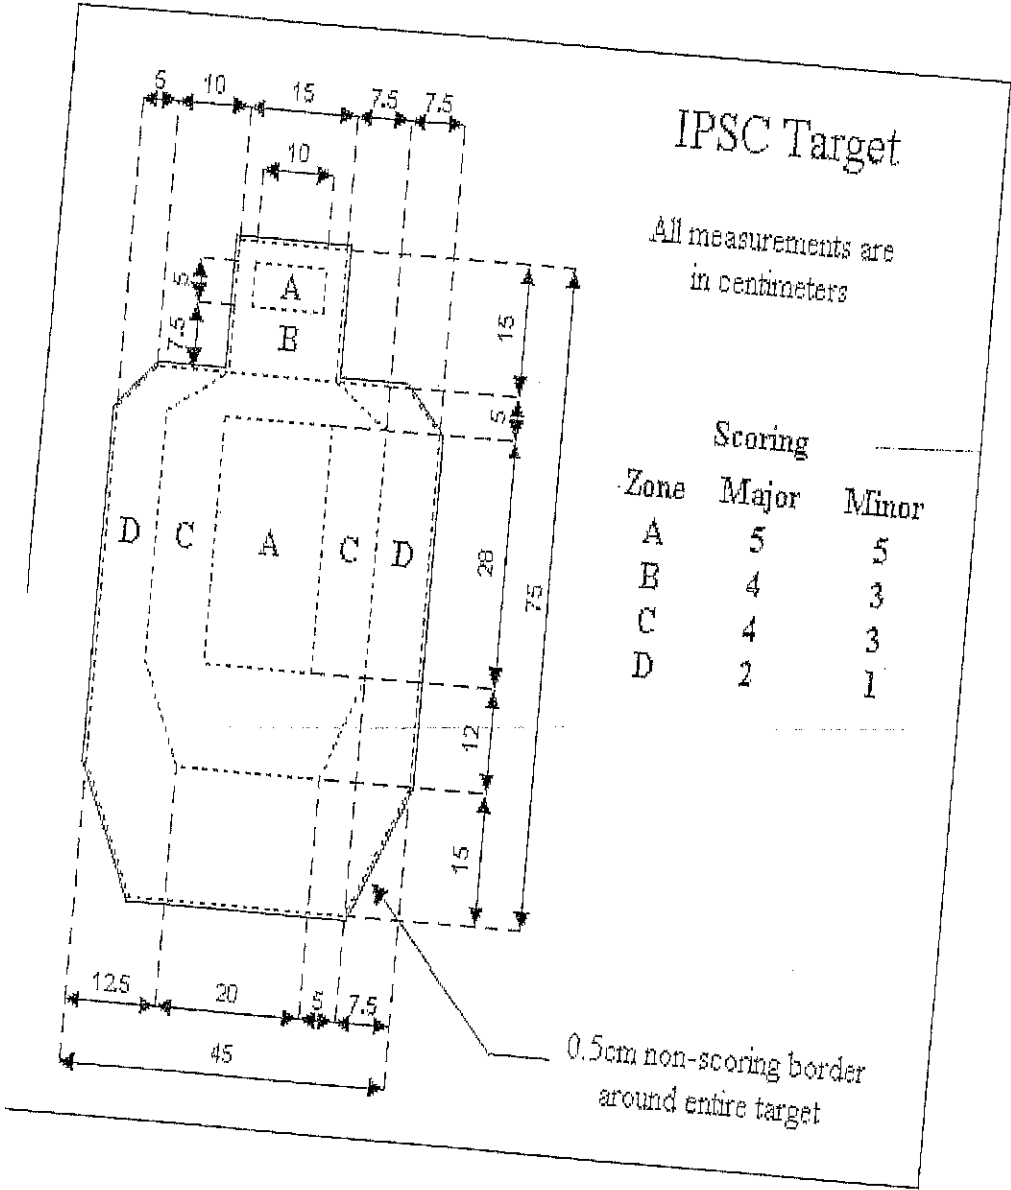 5 10 15 7.5 7.5
IPSC Target
10
All measurements are
in centimeters
5
A
B
7.5
15
5
Scoring
Zone Major Minor
A 5 5
B 4 3
C 4 3
D 2 1
D C A C D
28
75
12
15
12.5 20 5 7.5
45
0.5cm non-scoring border
around entire target